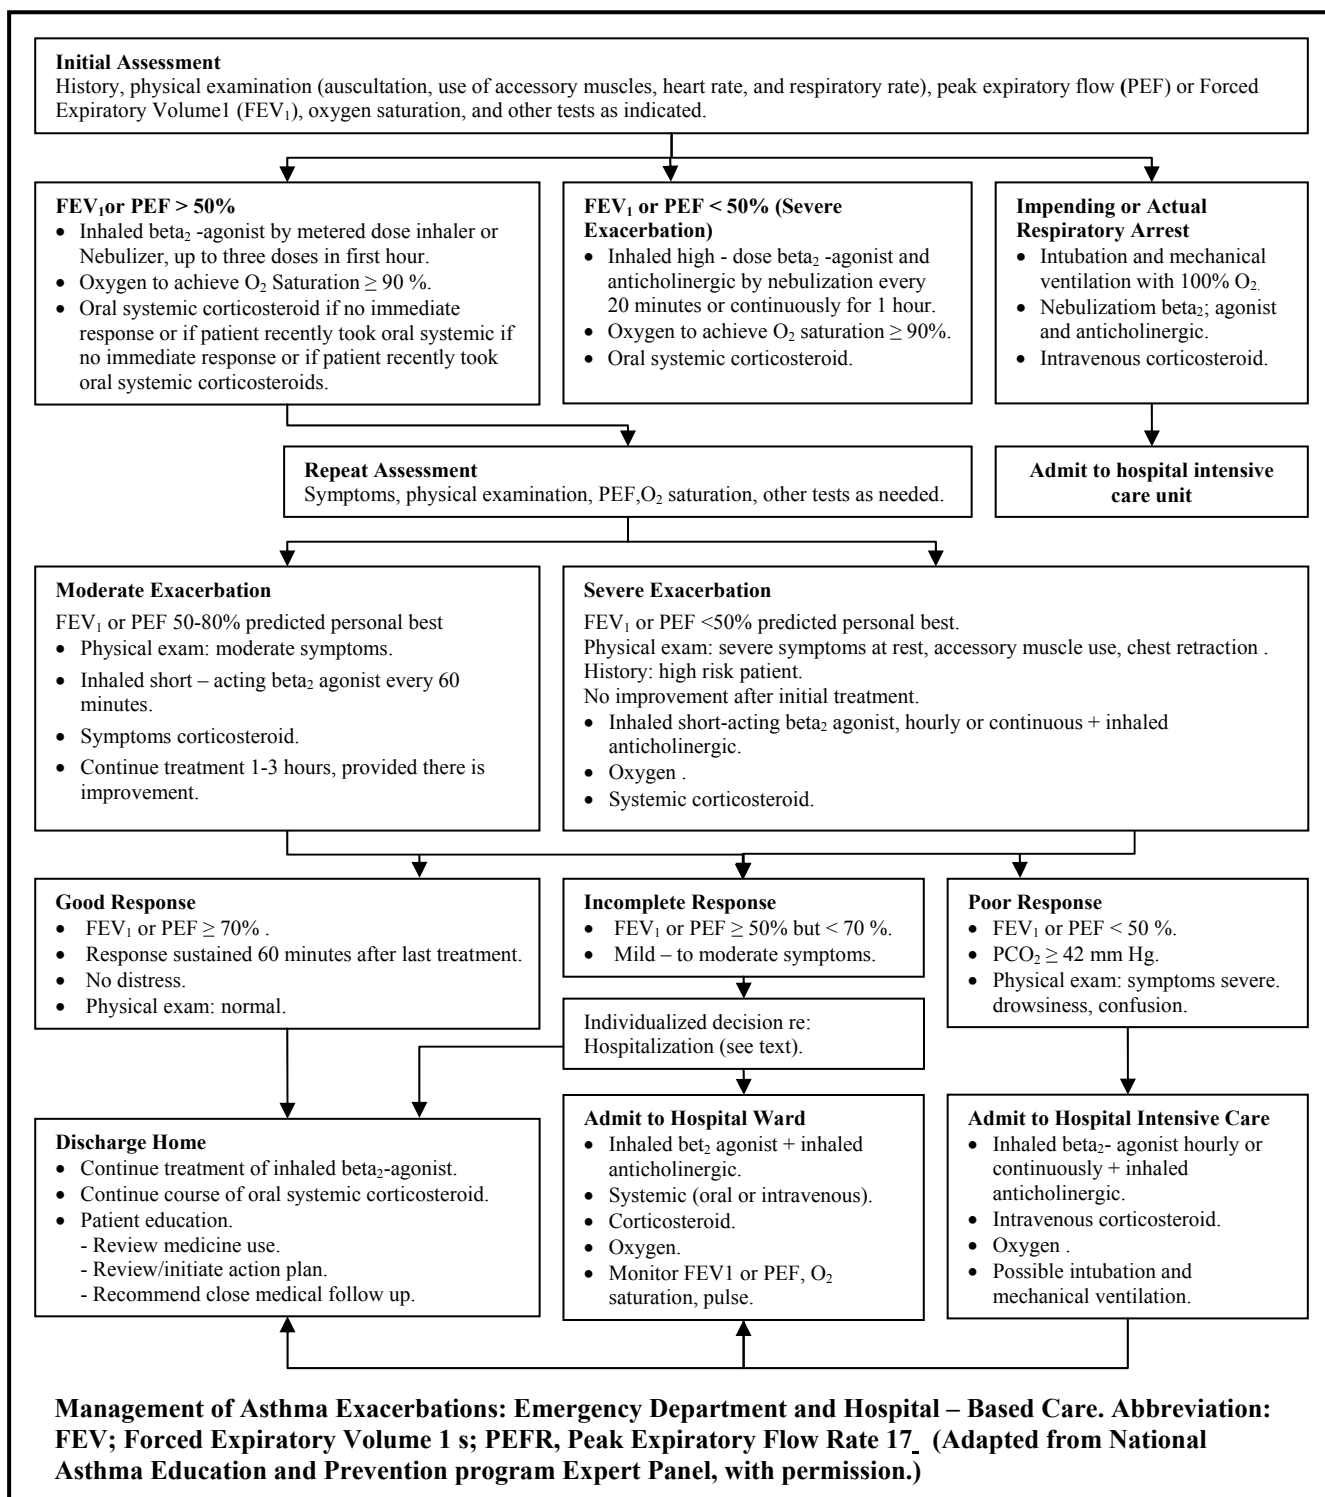 Initial Assessment
History, physical examination (auscultation, use of accessory muscles, heart rate, and respiratory rate), peak expiratory flow (PEF) or Forced
Expiratory Volume1 (FEV₁), oxygen saturation, and other tests as indicated.
FEV₁or PEF > 50%
• Inhaled beta₂ -agonist by metered dose inhaler or
Nebulizer, up to three doses in first hour.
• Oxygen to achieve O₂ Saturation ≥ 90 %.
• Oral systemic corticosteroid if no immediate
response or if patient recently took oral systemic if
no immediate response or if patient recently took
oral systemic corticosteroids.
FEV₁ or PEF < 50% (Severe
Exacerbation)
• Inhaled high - dose beta₂ -agonist and
anticholinergic by nebulization every
20 minutes or continuously for 1 hour.
• Oxygen to achieve O₂ saturation ≥ 90%.
• Oral systemic corticosteroid.
Impending or Actual
Respiratory Arrest
• Intubation and mechanical
ventilation with 100% O₂.
• Nebulizatiom beta₂; agonist
and anticholinergic.
• Intravenous corticosteroid.
Repeat Assessment
Symptoms, physical examination, PEF,O₂ saturation, other tests as needed.
Admit to hospital intensive
care unit
Moderate Exacerbation
FEV₁ or PEF 50-80% predicted personal best
• Physical exam: moderate symptoms.
• Inhaled short – acting beta₂ agonist every 60
minutes.
• Symptoms corticosteroid.
• Continue treatment 1-3 hours, provided there is
improvement.
Severe Exacerbation
FEV₁ or PEF <50% predicted personal best.
Physical exam: severe symptoms at rest, accessory muscle use, chest retraction .
History: high risk patient.
No improvement after initial treatment.
• Inhaled short-acting beta₂ agonist, hourly or continuous + inhaled
anticholinergic.
• Oxygen .
• Systemic corticosteroid.
Good Response
• FEV₁ or PEF ≥ 70% .
• Response sustained 60 minutes after last treatment.
• No distress.
• Physical exam: normal.
Incomplete Response
• FEV₁ or PEF ≥ 50% but < 70 %.
• Mild – to moderate symptoms.
Poor Response
• FEV₁ or PEF < 50 %.
• PCO₂ ≥ 42 mm Hg.
• Physical exam: symptoms severe.
drowsiness, confusion.
Individualized decision re:
Hospitalization (see text).
Discharge Home
• Continue treatment of inhaled beta₂-agonist.
• Continue course of oral systemic corticosteroid.
• Patient education.
- Review medicine use.
- Review/initiate action plan.
- Recommend close medical follow up.
Admit to Hospital Ward
• Inhaled bet₂ agonist + inhaled
anticholinergic.
• Systemic (oral or intravenous).
• Corticosteroid.
• Oxygen.
• Monitor FEV1 or PEF, O₂
saturation, pulse.
Admit to Hospital Intensive Care
• Inhaled beta₂- agonist hourly or
continuously + inhaled
anticholinergic.
• Intravenous corticosteroid.
• Oxygen .
• Possible intubation and
mechanical ventilation.
Management of Asthma Exacerbations: Emergency Department and Hospital – Based Care. Abbreviation:
FEV; Forced Expiratory Volume 1 s; PEFR, Peak Expiratory Flow Rate 17_ (Adapted from National
Asthma Education and Prevention program Expert Panel, with permission.)